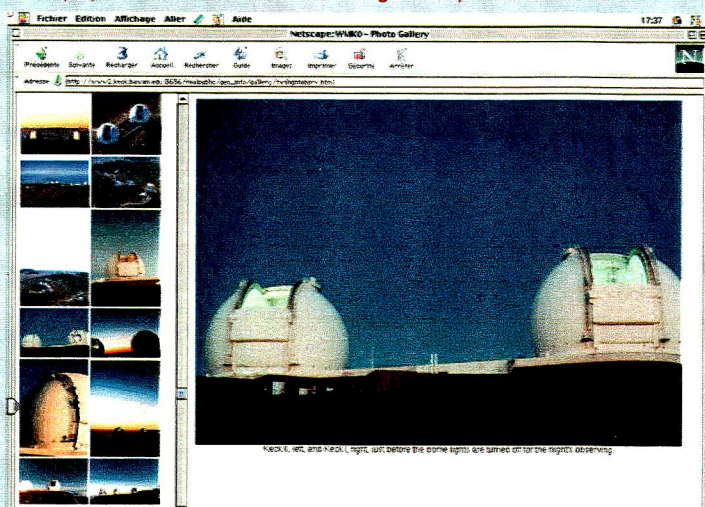 Fichier Edition Affichage Aller Aide 17:37
Netscape: WMKO - Photo Gallery
Précédente Suivante Recharger Accueil Rechercher Guide Images Imprimer Sécurité Arrêter
Adresse
Keck II, left, and Keck I, right, just before the dome lights are turned off for the night's observing.